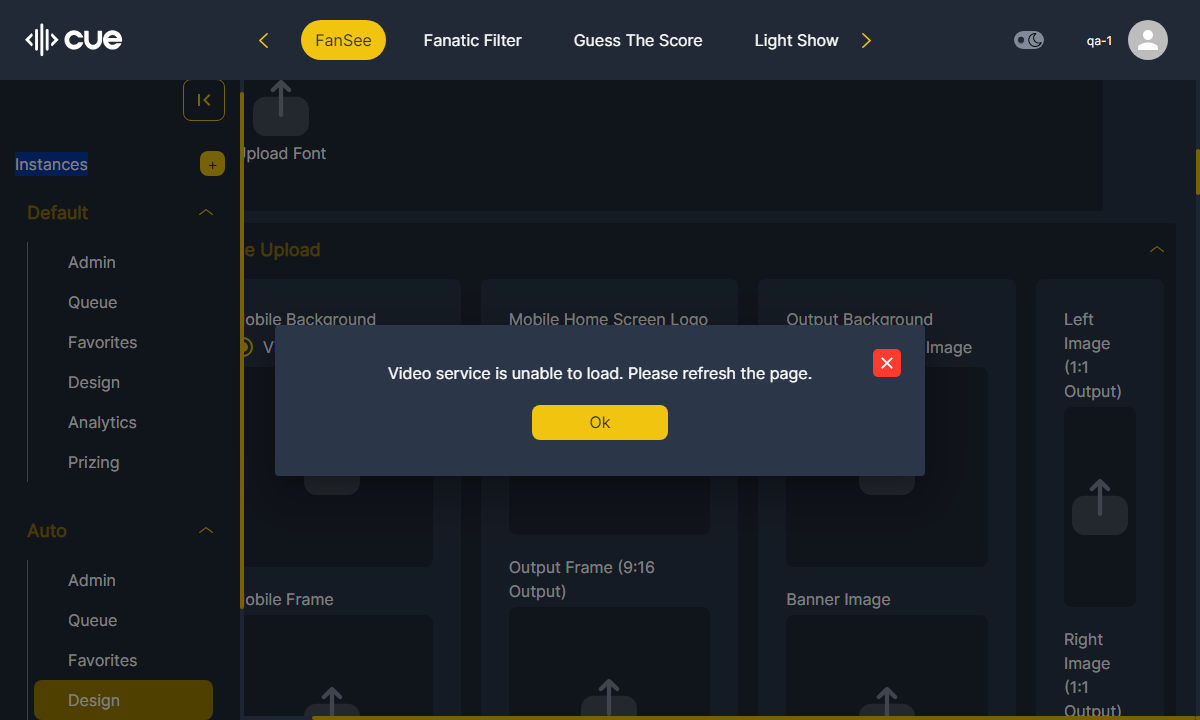 cue
FanSee
Fanatic Filter
Guess The Score
Light Show
qa-1
Instances
+
Default
Admin
Queue
Favorites
Design
Analytics
Prizing
Auto
Admin
Queue
Favorites
Design
Upload Font
e Upload
obile Background
V
Mobile Home Screen Logo
Output Background
Image
Left
Image
(1:1
Output)
Video service is unable to load. Please refresh the page.
Ok
obile Frame
Output Frame (9:16
Output)
Banner Image
Right
Image
(1:1
Output)